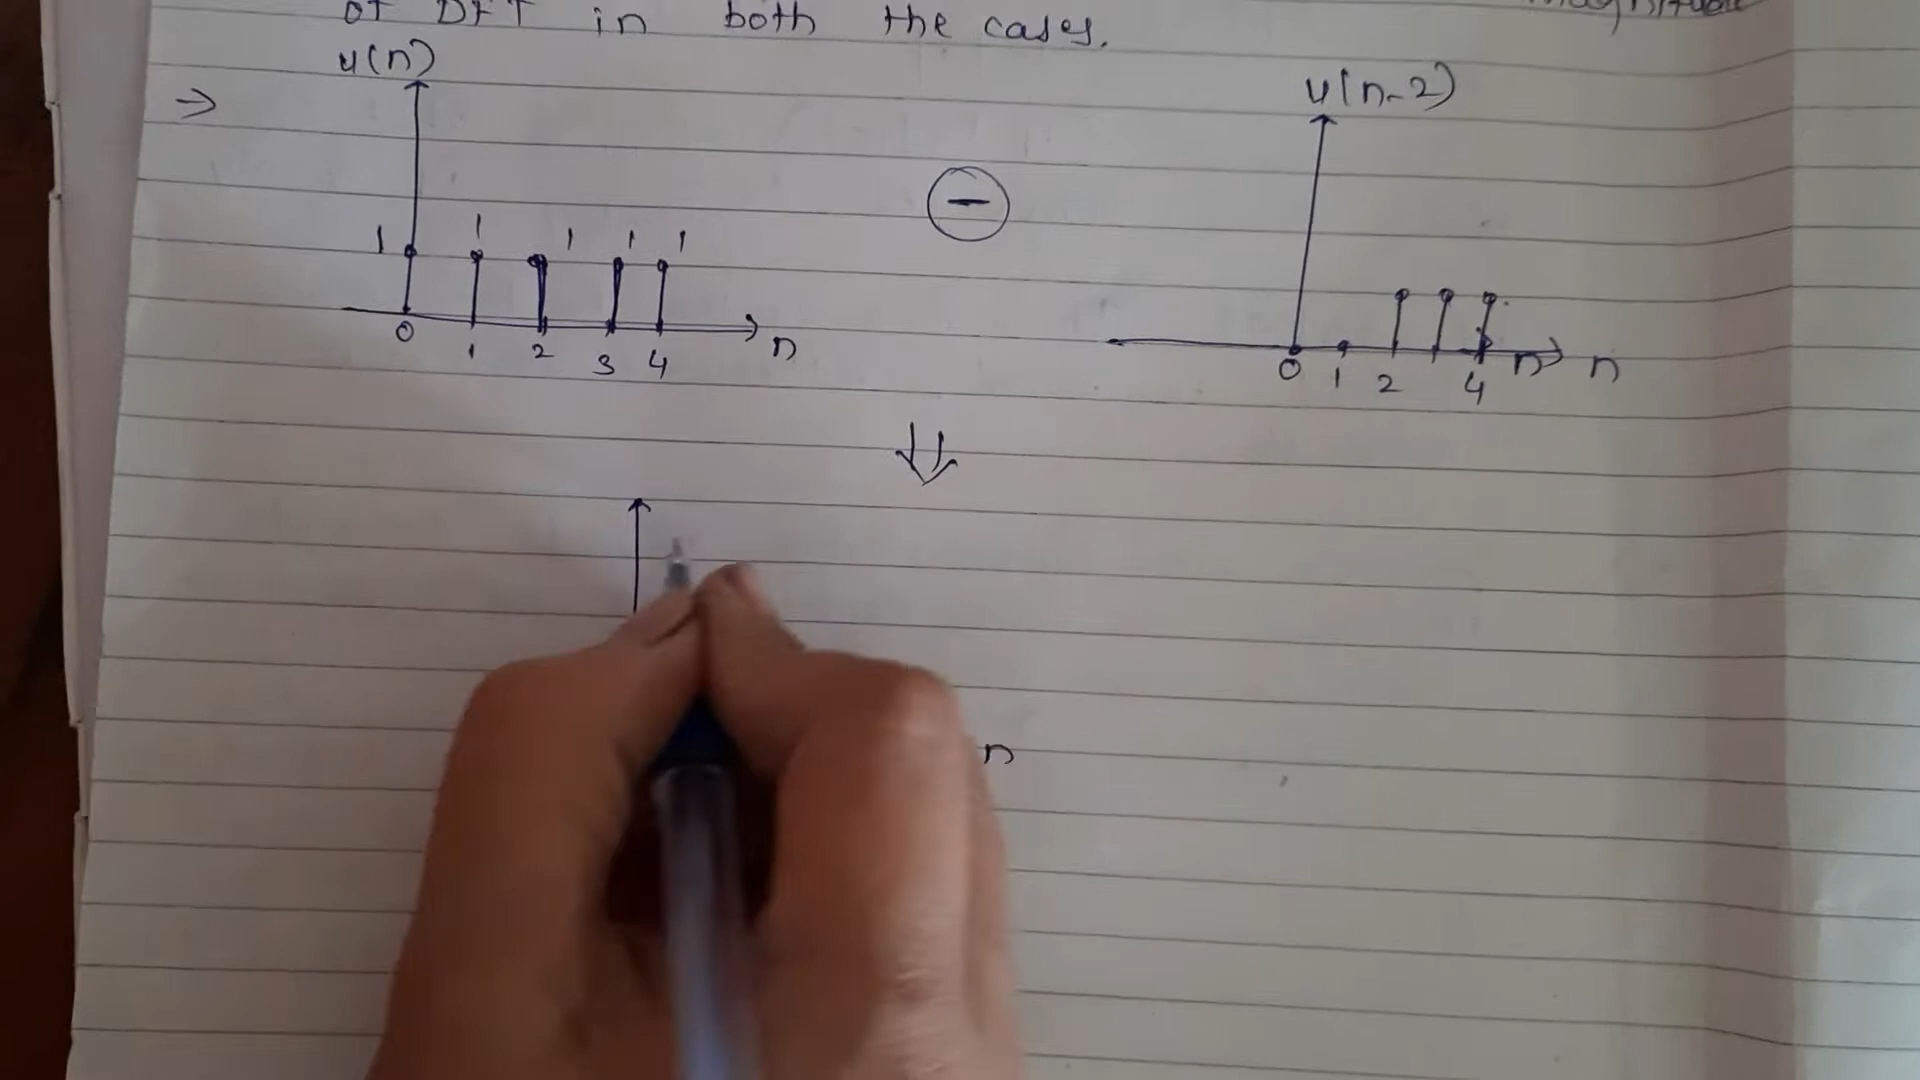 of DFT in both the cases.
u(n)
u(n-2)
→
−
1 1 1 1 1
0 1 2 3 4 n
0 1 2 4 n n
n